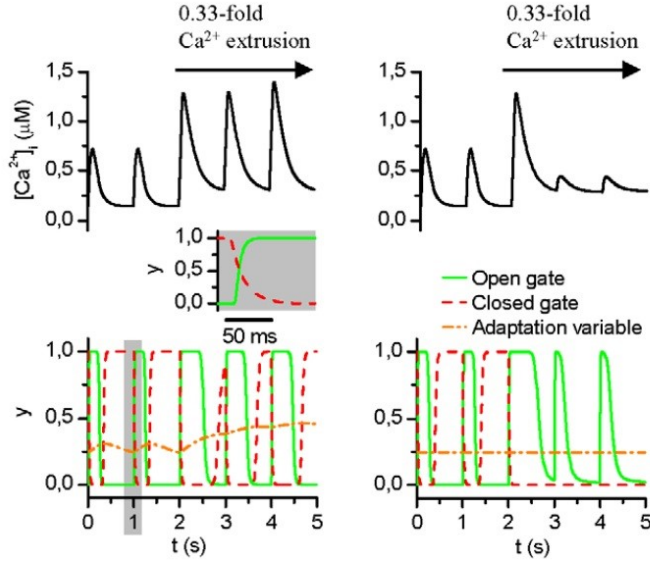 0.33-fold
Ca²⁺ extrusion
0.33-fold
Ca²⁺ extrusion
[Ca²⁺]ᵢ (μM)
1,5
1,0
0,5
0,0
1,5
1,0
0,5
0,0
y
1,0
0,5
0,0
50 ms
Open gate
Closed gate
Adaptation variable
y
1,0
0,5
0,0
0 1 2 3 4 5
t (s)
1,0
0,5
0,0
0 1 2 3 4 5
t (s)